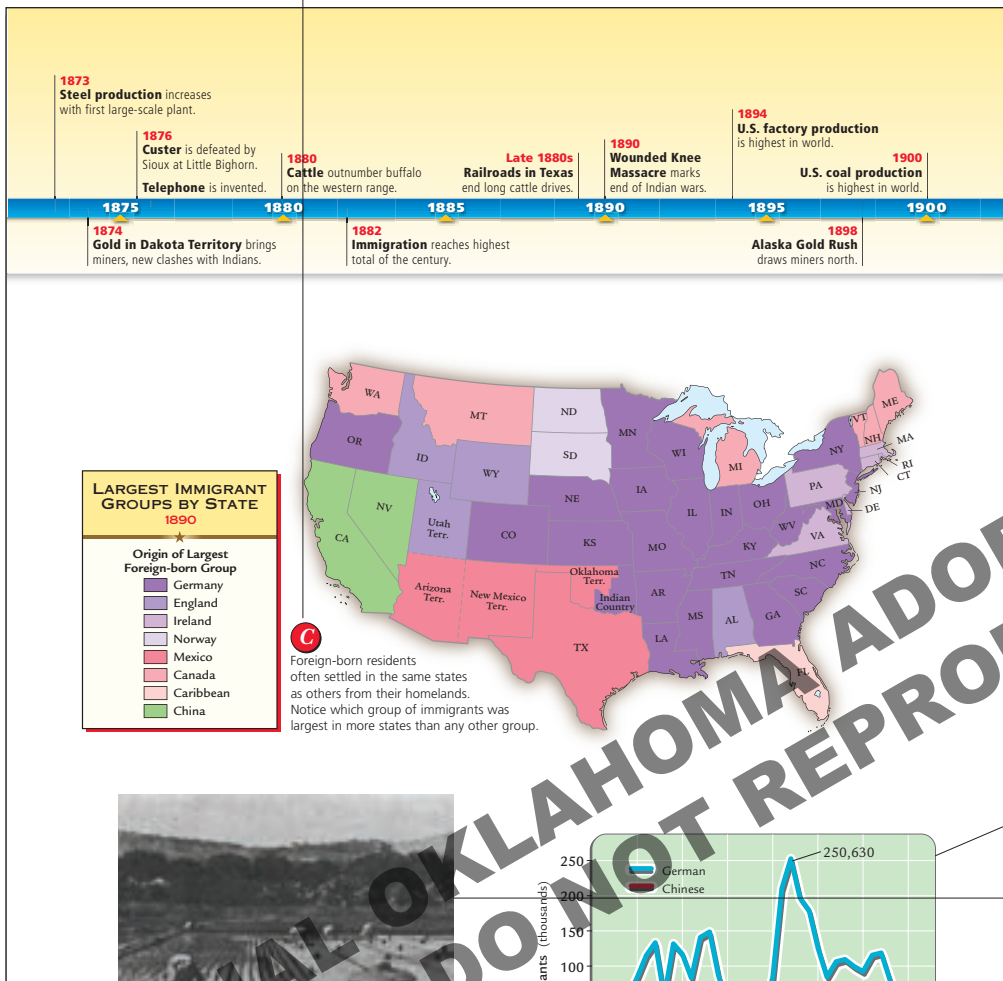 1873
Steel production increases
with first large-scale plant.
1876
Custer is defeated by
Sioux at Little Bighorn.
Telephone is invented.
1880
Cattle outnumber buffalo
on the western range.
Late 1880s
Railroads in Texas
end long cattle drives.
1890
Wounded Knee
Massacre marks
end of Indian wars.
1894
U.S. factory production
is highest in world.
1900
U.S. coal production
is highest in world.
1875
1880
1885
1890
1895
1900
1874
Gold in Dakota Territory brings
miners, new clashes with Indians.
1882
Immigration reaches highest
total of the century.
1898
Alaska Gold Rush
draws miners north.
LARGEST IMMIGRANT
GROUPS BY STATE
1890
Origin of Largest
Foreign-born Group
Germany
England
Ireland
Norway
Mexico
Canada
Caribbean
China
WA
OR
ID
MT
ND
SD
WY
NV
CA
Utah
Terr.
CO
NE
KS
MN
IA
MO
WI
IL
IN
MI
OH
KY
TN
WV
VA
NC
SC
GA
AL
MS
AR
LA
FL
PA
NY
VT
NH
ME
MA
RI
CT
NJ
DE
MD
Oklahoma
Terr.
Indian
Country
Arizona
Terr.
New Mexico
Terr.
TX
C
Foreign-born residents
often settled in the same states
as others from their homelands.
Notice which group of immigrants was
largest in more states than any other group.
250
200
150
100
ants (thousands)
German
Chinese
250,630
IAL OKLAHOMA ADO
DO NOT REPRO